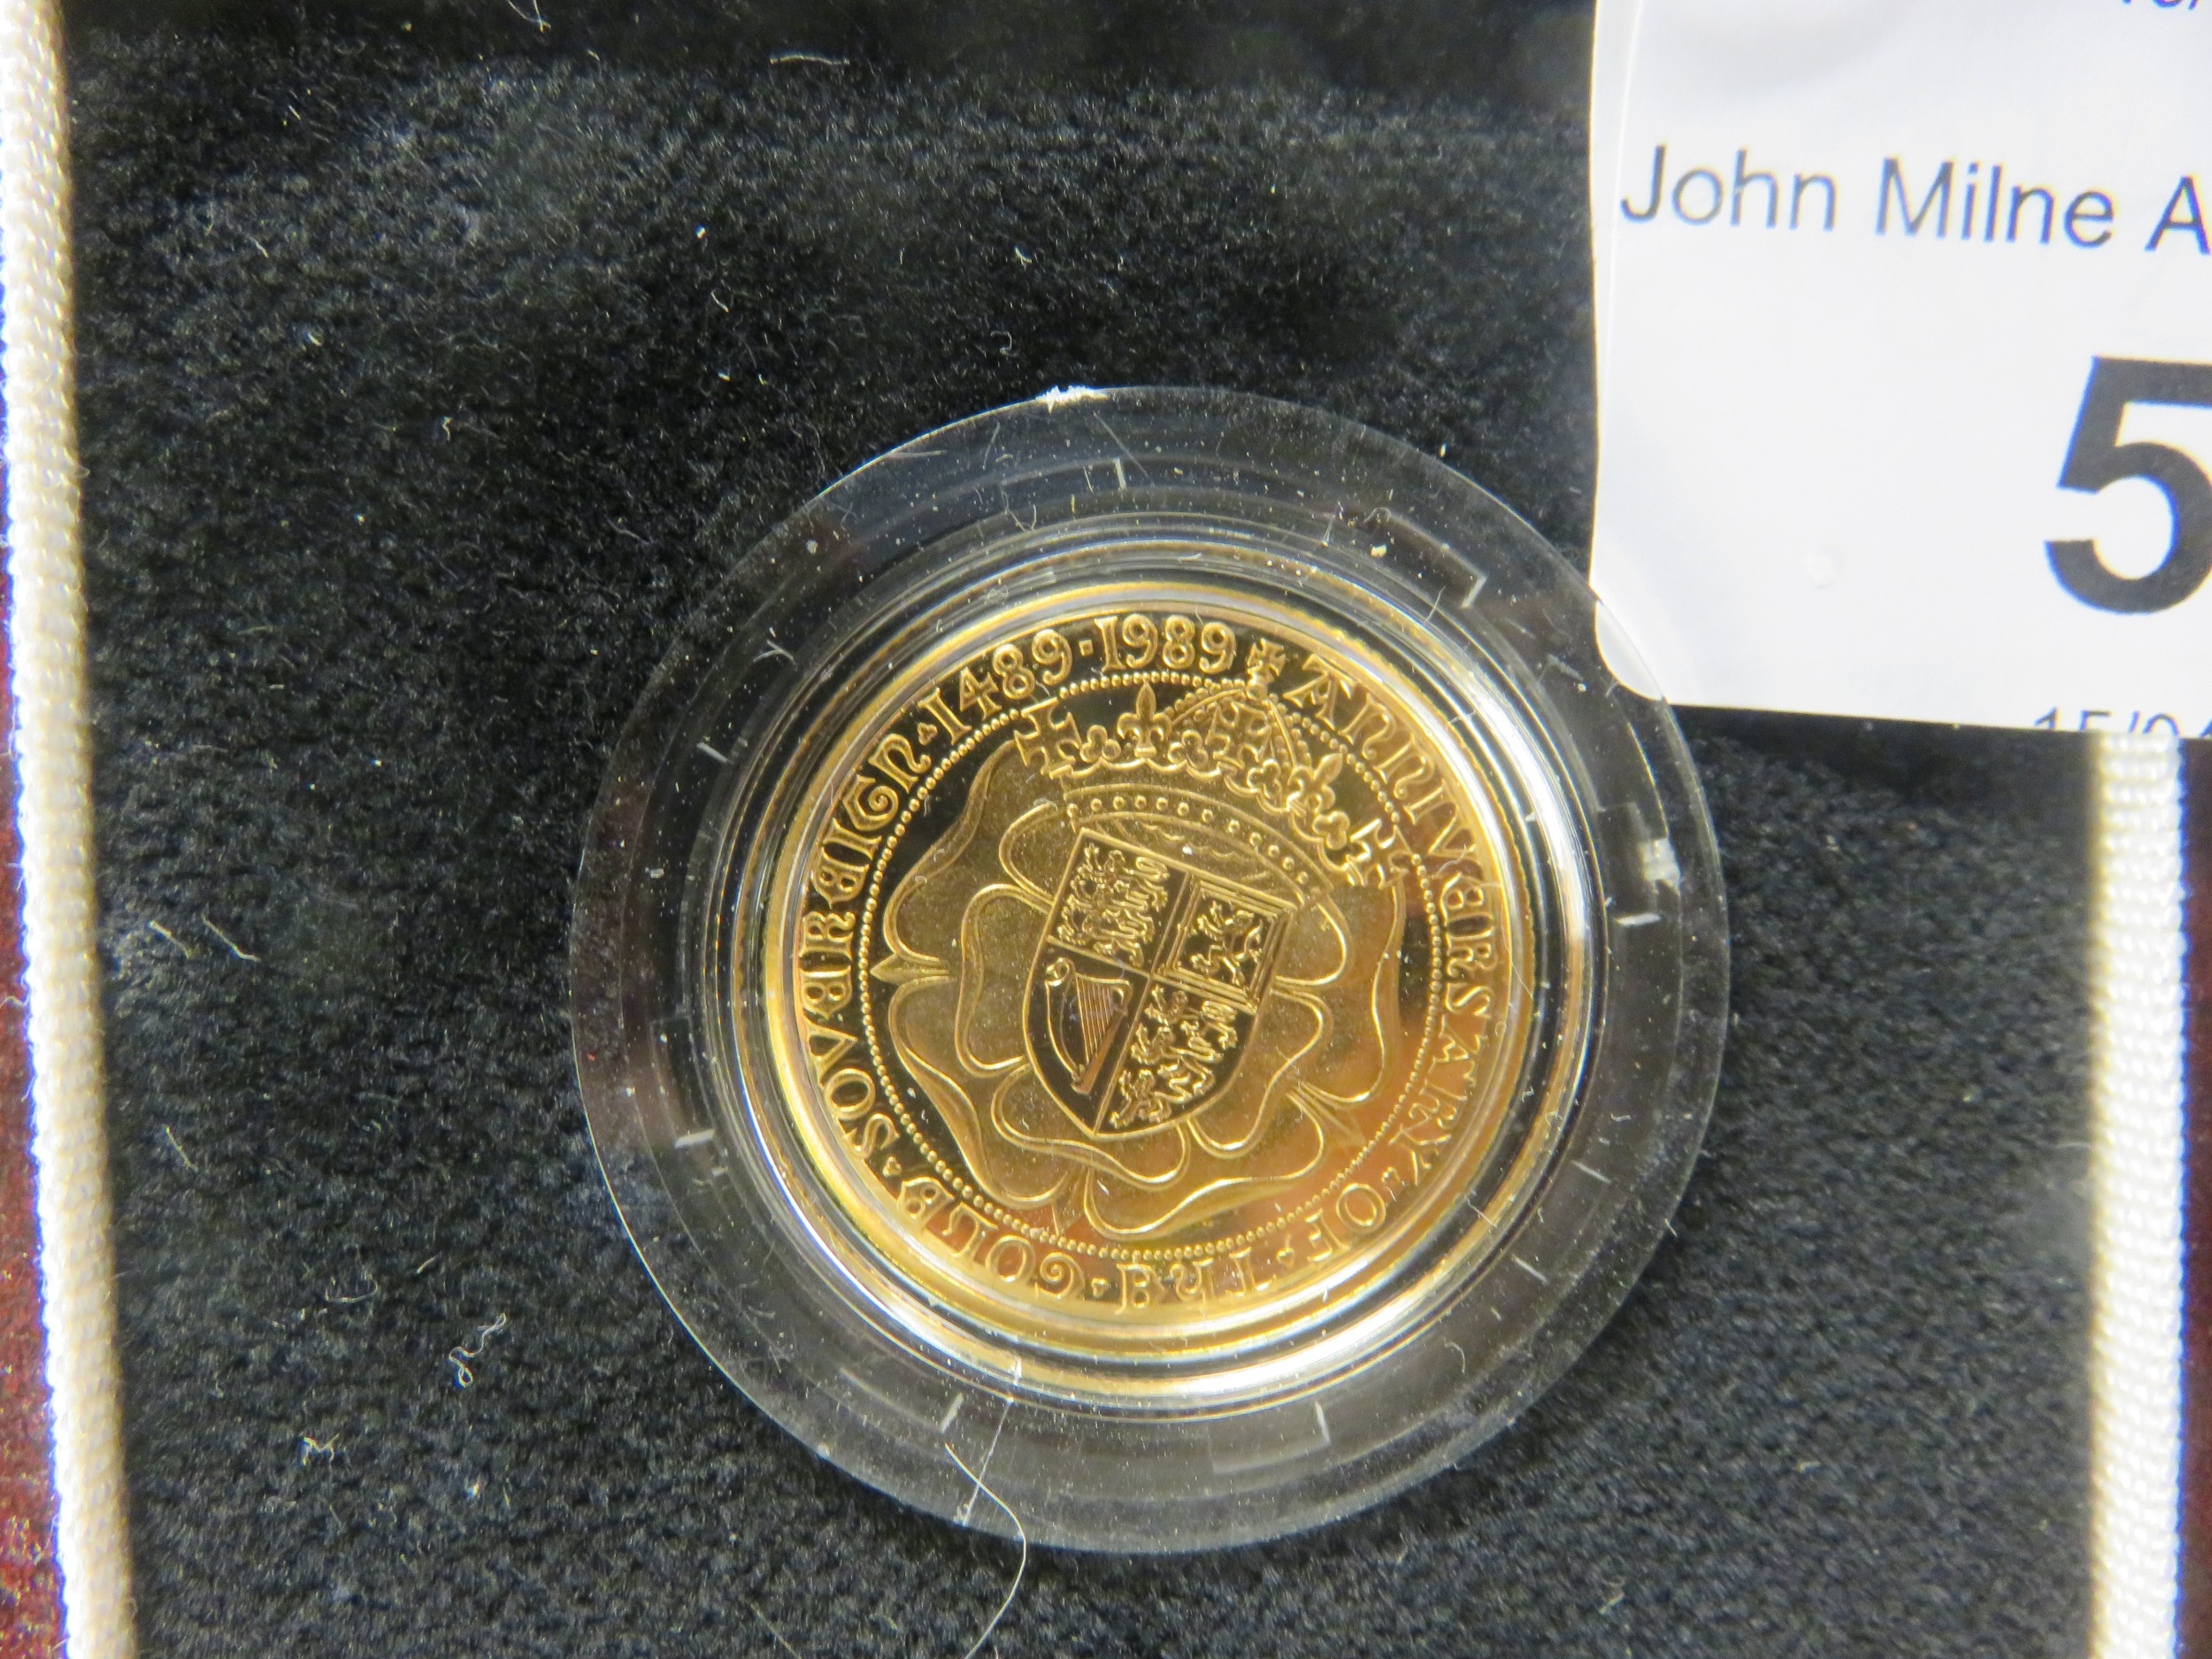 John Milne A
5
ANNIVERSARY · OF · THE · GOLD · SOVEREIGN · 1489 · 1989